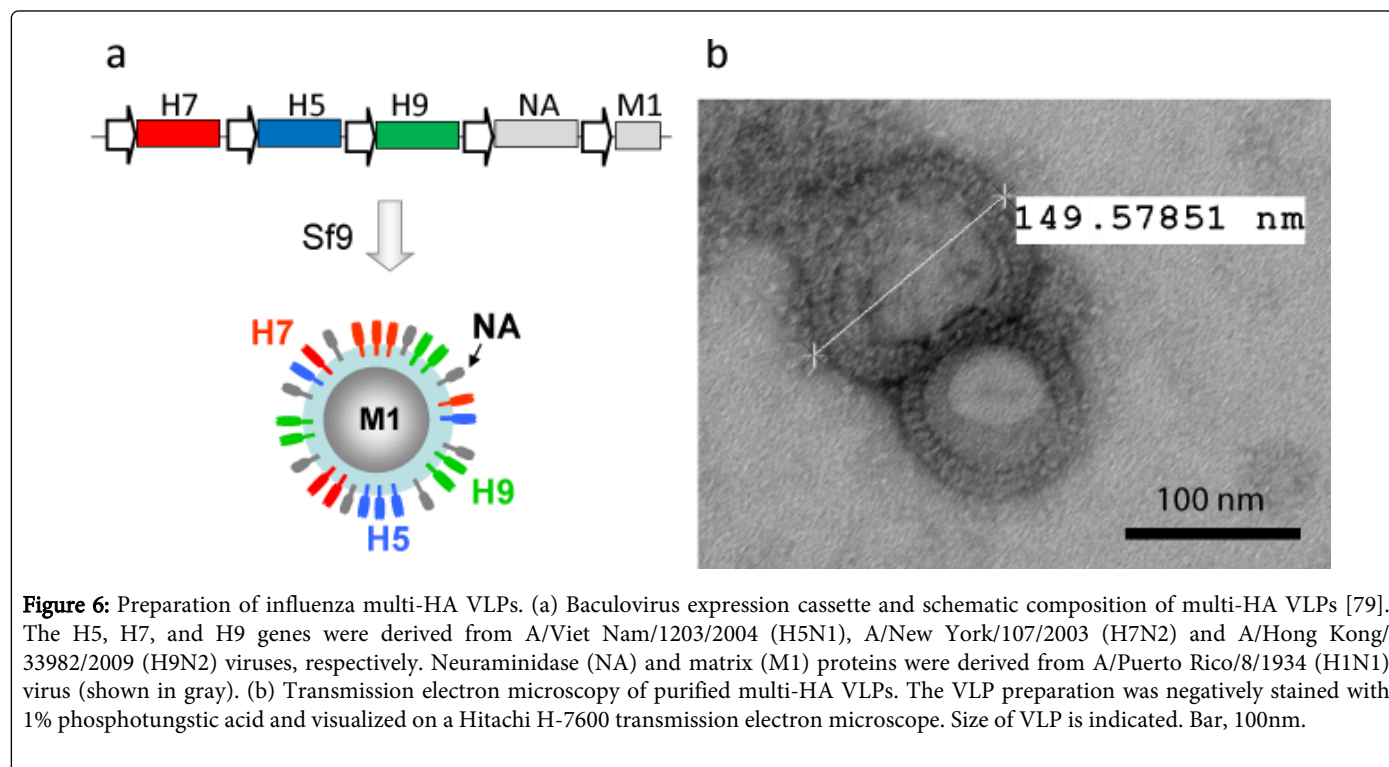 a
H7 H5 H9 NA M1
Sf9
H7
NA
M1
H9
H5
b
149.57851 nm
100 nm
Figure 6: Preparation of influenza multi-HA VLPs. (a) Baculovirus expression cassette and schematic composition of multi-HA VLPs [79].
The H5, H7, and H9 genes were derived from A/Viet Nam/1203/2004 (H5N1), A/New York/107/2003 (H7N2) and A/Hong Kong/
33982/2009 (H9N2) viruses, respectively. Neuraminidase (NA) and matrix (M1) proteins were derived from A/Puerto Rico/8/1934 (H1N1)
virus (shown in gray). (b) Transmission electron microscopy of purified multi-HA VLPs. The VLP preparation was negatively stained with
1% phosphotungstic acid and visualized on a Hitachi H-7600 transmission electron microscope. Size of VLP is indicated. Bar, 100nm.